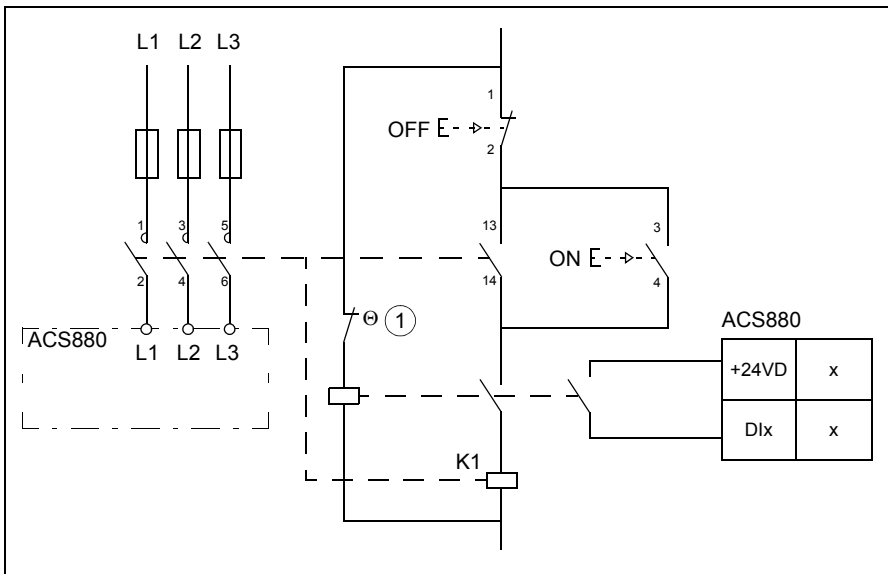 L1 L2 L3
1
OFF
2
1 3 5
13
3
ON
2 4 6
14
4
Θ 1
ACS880
ACS880
L1 L2 L3
+24VD x
DIx x
K1